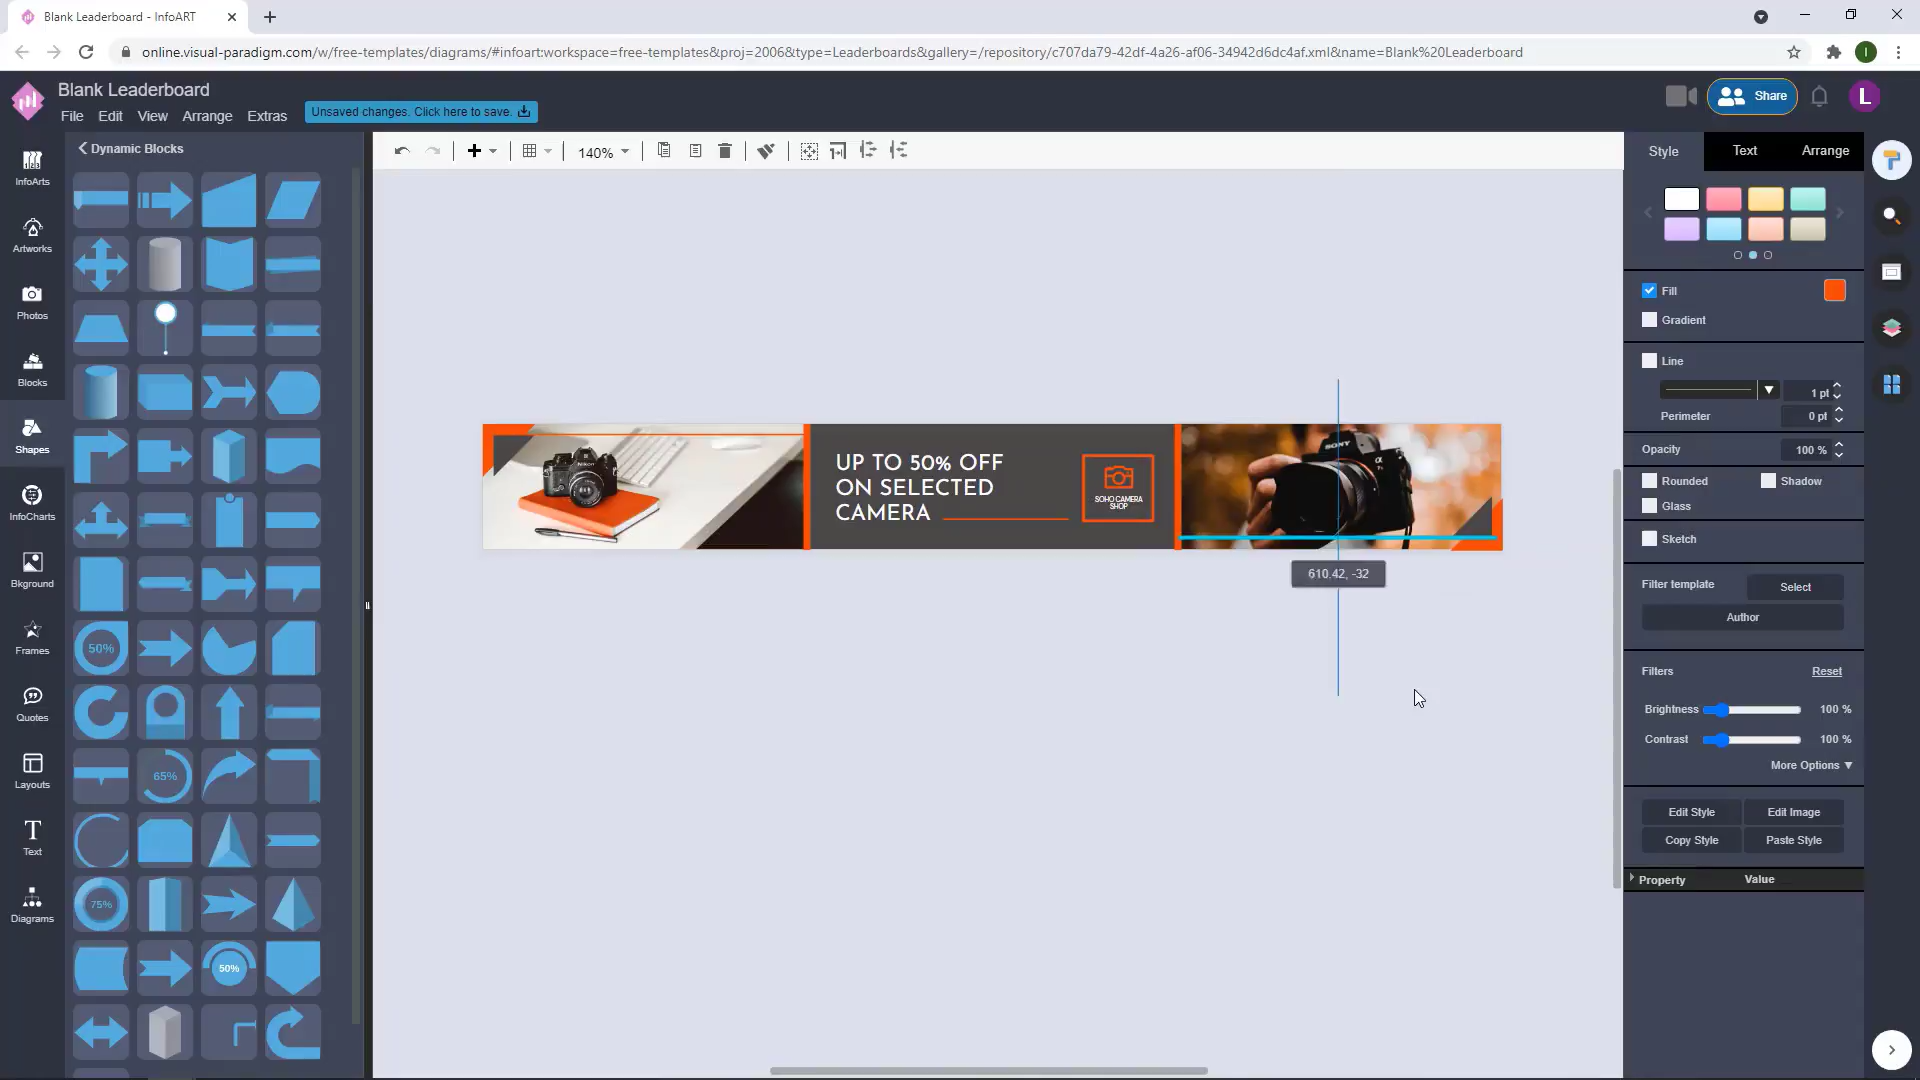 Blank Leaderboard - InfoART
online.visual-paradigm.com/w/free-templates/diagrams/#infoart:workspace=free-templates&proj=2006&type=Leaderboards&gallery=/repository/c707da79-42df-4a26-af06-34942d6dc4af.xml&name=Blank%20Leaderboard
I
Blank Leaderboard
File Edit View Arrange Extras
Unsaved changes. Click here to save.
Share
L
Dynamic Blocks
140%
Style Text Arrange
InfoArts
Artworks
Photos
Blocks
Shapes
InfoCharts
Bkground
Frames
Quotes
Layouts
Text
Diagrams
50%
65%
75%
50%
UP TO 50% OFF
ON SELECTED
CAMERA
SOHO CAMERA
SHOP
Nikon
SONY
610.42, -32
Fill
Gradient
Line
1 pt
Perimeter 0 pt
Opacity 100 %
Rounded Shadow
Glass
Sketch
Filter template Select
Author
Filters Reset
Brightness 100 %
Contrast 100 %
More Options
Edit Style Edit Image
Copy Style Paste Style
Property Value